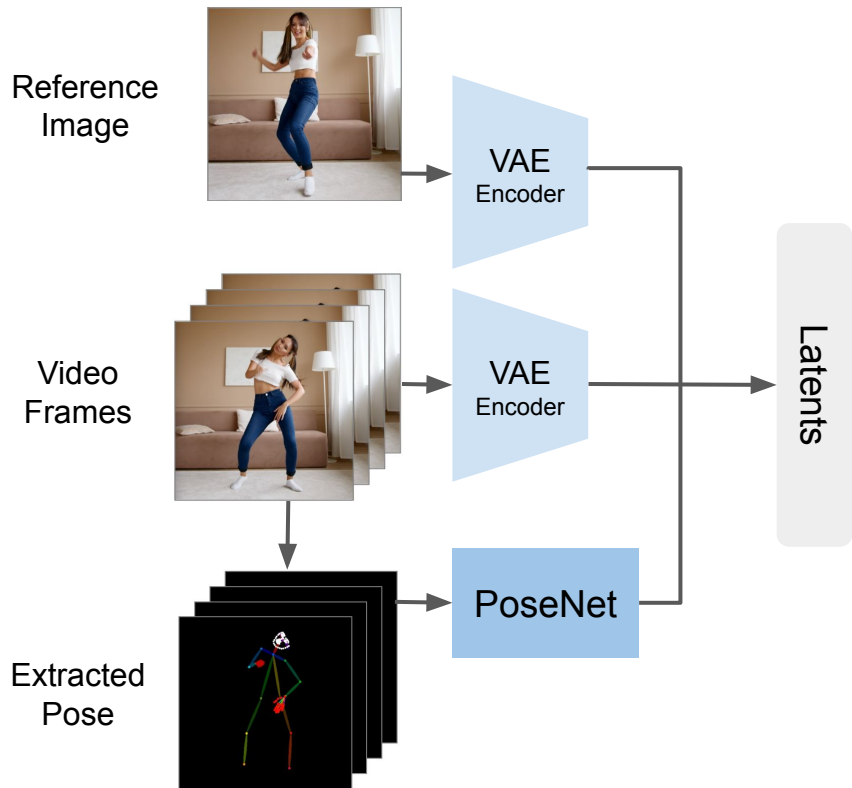 Reference
Image
VAE
Encoder
Video
Frames
VAE
Encoder
Latents
Extracted
Pose
PoseNet